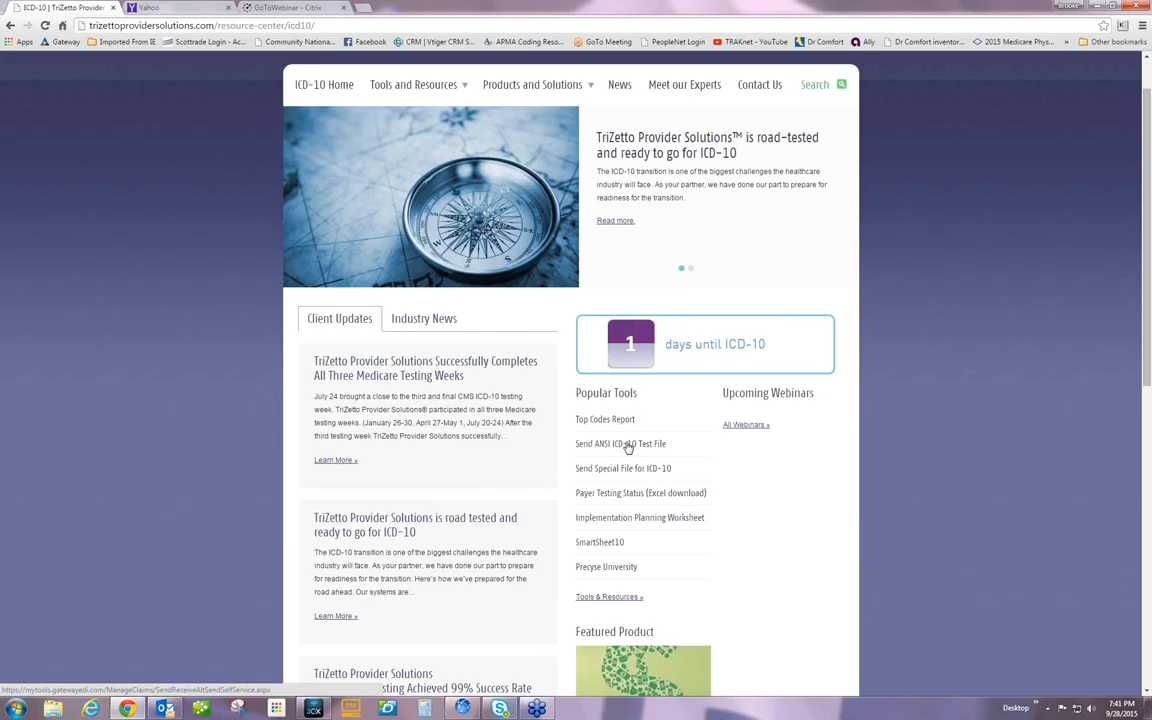 ICD-10 | TriZetto Provider
Yahoo
GoToWebinar - Citrix
Brooke
trizettoprovidersolutions.com/resource-center/icd10/
Apps
Gateway
Imported From IE
Scottrade Login - Ac...
Community Nationa...
Facebook
CRM | Vtiger CRM S...
APMA Coding Reso...
GoTo Meeting
PeopleNet Login
TRAKnet - YouTube
Dr Comfort
Ally
Dr Comfort inventor...
2015 Medicare Phys...
»
Other bookmarks
ICD-10 Home
Tools and Resources
Products and Solutions
News
Meet our Experts
Contact Us
Search
TriZetto Provider Solutions™ is road-tested
and ready to go for ICD-10
The ICD-10 transition is one of the biggest challenges the healthcare
industry will face. As your partner, we have done our part to prepare for
readiness for the transition.
Read more.
Client Updates
Industry News
TriZetto Provider Solutions Successfully Completes
All Three Medicare Testing Weeks
July 24 brought a close to the third and final CMS ICD-10 testing
week. TriZetto Provider Solutions® participated in all three Medicare
testing weeks. (January 26-30, April 27-May 1, July 20-24) After the
third testing week TriZetto Provider Solutions successfully...
Learn More »
TriZetto Provider Solutions is road tested and
ready to go for ICD-10
The ICD-10 transition is one of the biggest challenges the healthcare
industry will face. As your partner, we have done our part to prepare
for readiness for the transition. Here's how we've prepared for the
road ahead. Our systems are...
Learn More »
TriZetto Provider Solutions
sting Achieved 99% Success Rate
1 days until ICD-10
Popular Tools
Top Codes Report
Send ANSI ICD-10 Test File
Send Special File for ICD-10
Payer Testing Status (Excel download)
Implementation Planning Worksheet
SmartSheet10
Precyse University
Tools & Resources »
Upcoming Webinars
All Webinars »
Featured Product
https://mytools.gatewayedi.com/ManageClaims/SendReceiveAltSendSelfService.aspx
Desktop
»
7:41 PM
9/28/2015